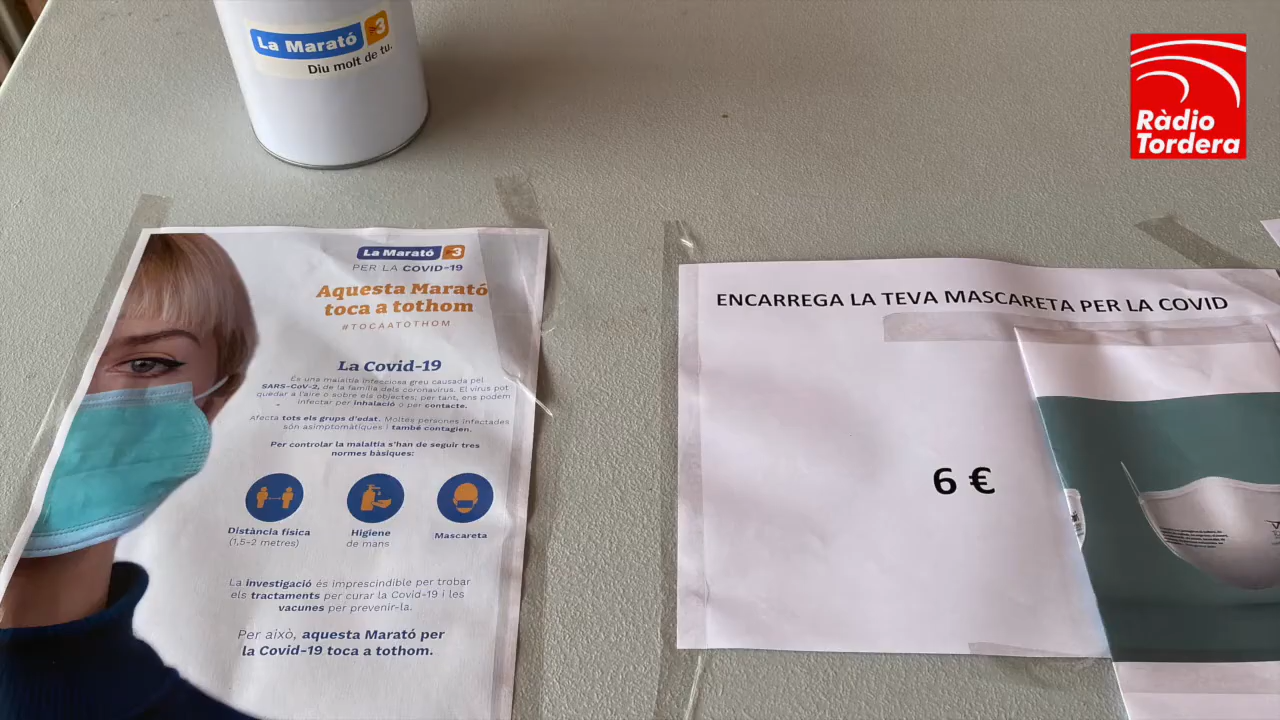 La Marató 3
Diu molt de tu.
Ràdio
Tordera
La Marató 3
PER LA COVID-19
Aquesta Marató
toca a tothom
#TOCAATOTHOM
La Covid-19
És una malaltia infecciosa greu causada pel
SARS-CoV-2, de la família dels coronavirus. El virus pot
quedar a l'aire o sobre els objectes; per tant, ens podem
infectar per inhalació o per contacte.
Afecta tots els grups d'edat. Moltes persones infectades
són asimptomàtiques i també contagien.
Per controlar la malaltia s'han de seguir tres
normes bàsiques:
Distància física
(1,5-2 metres)
Higiene
de mans
Mascareta
La investigació és imprescindible per trobar
els tractaments per curar la Covid-19 i les
vacunes per prevenir-la.
Per això, aquesta Marató per
la Covid-19 toca a tothom.
ENCARREGA LA TEVA MASCARETA PER LA COVID
6 €